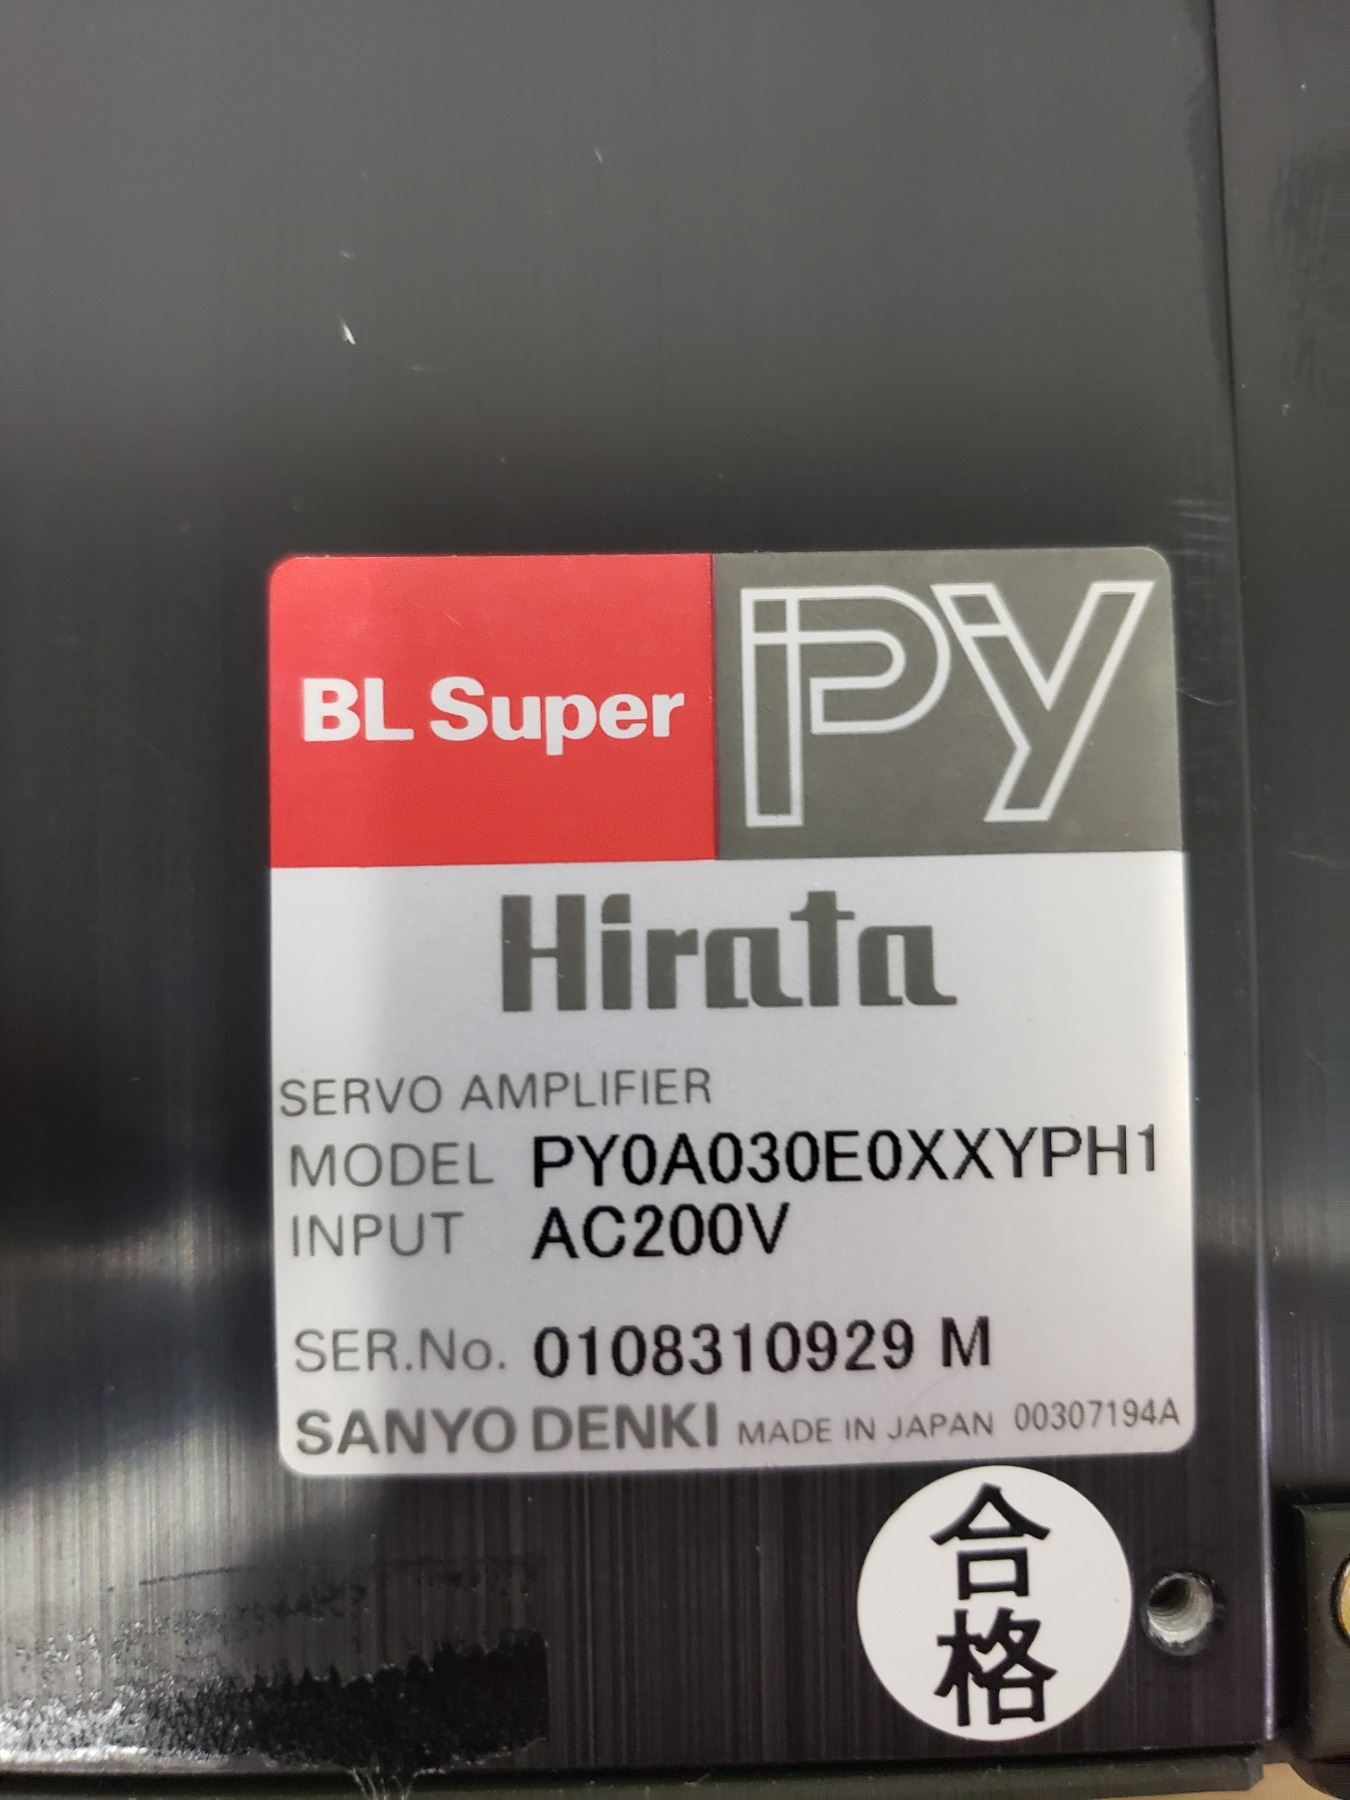 BL Super PY
Hirata
SERVO AMPLIFIER
MODEL PY0A030E0XXYPH1
INPUT AC200V
SER.No. 0108310929 M
SANYO DENKI MADE IN JAPAN 00307194A
合
格